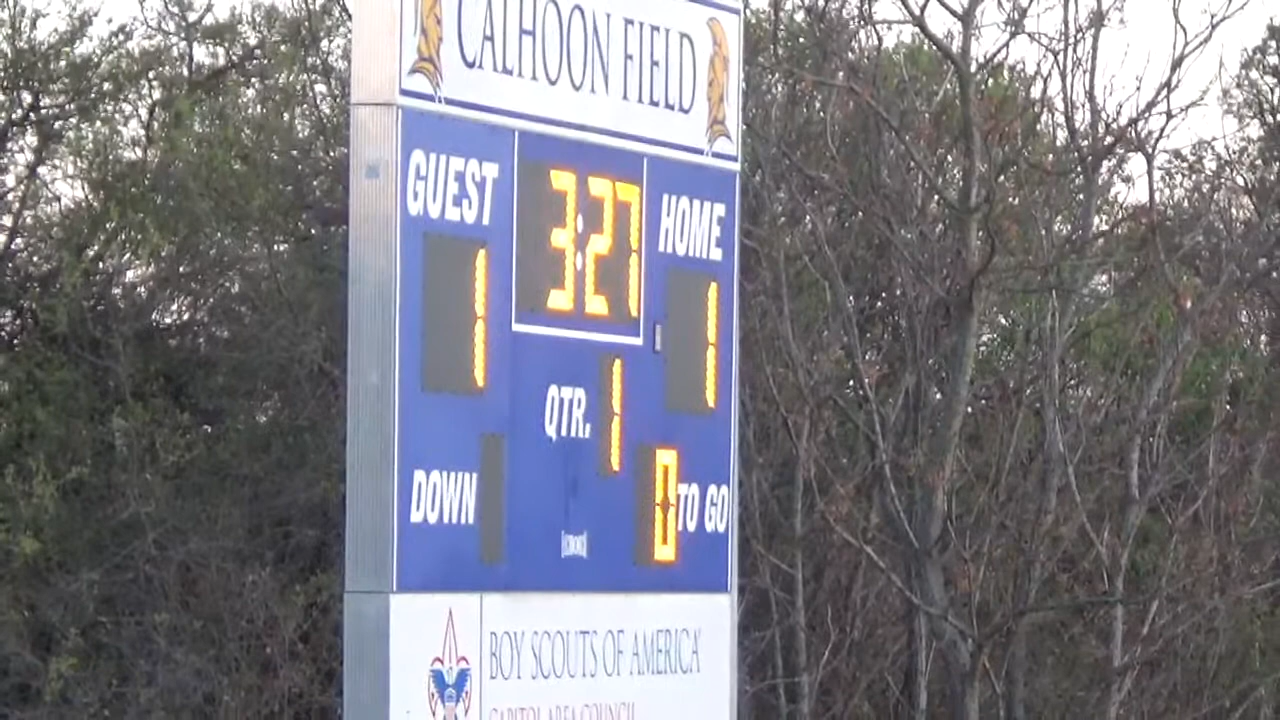 CALHOON FIELD
GUEST 3:27 HOME
1 1
QTR. 1
DOWN 0 TO GO
BOY SCOUTS OF AMERICA
CAPITOL AREA COUNCIL